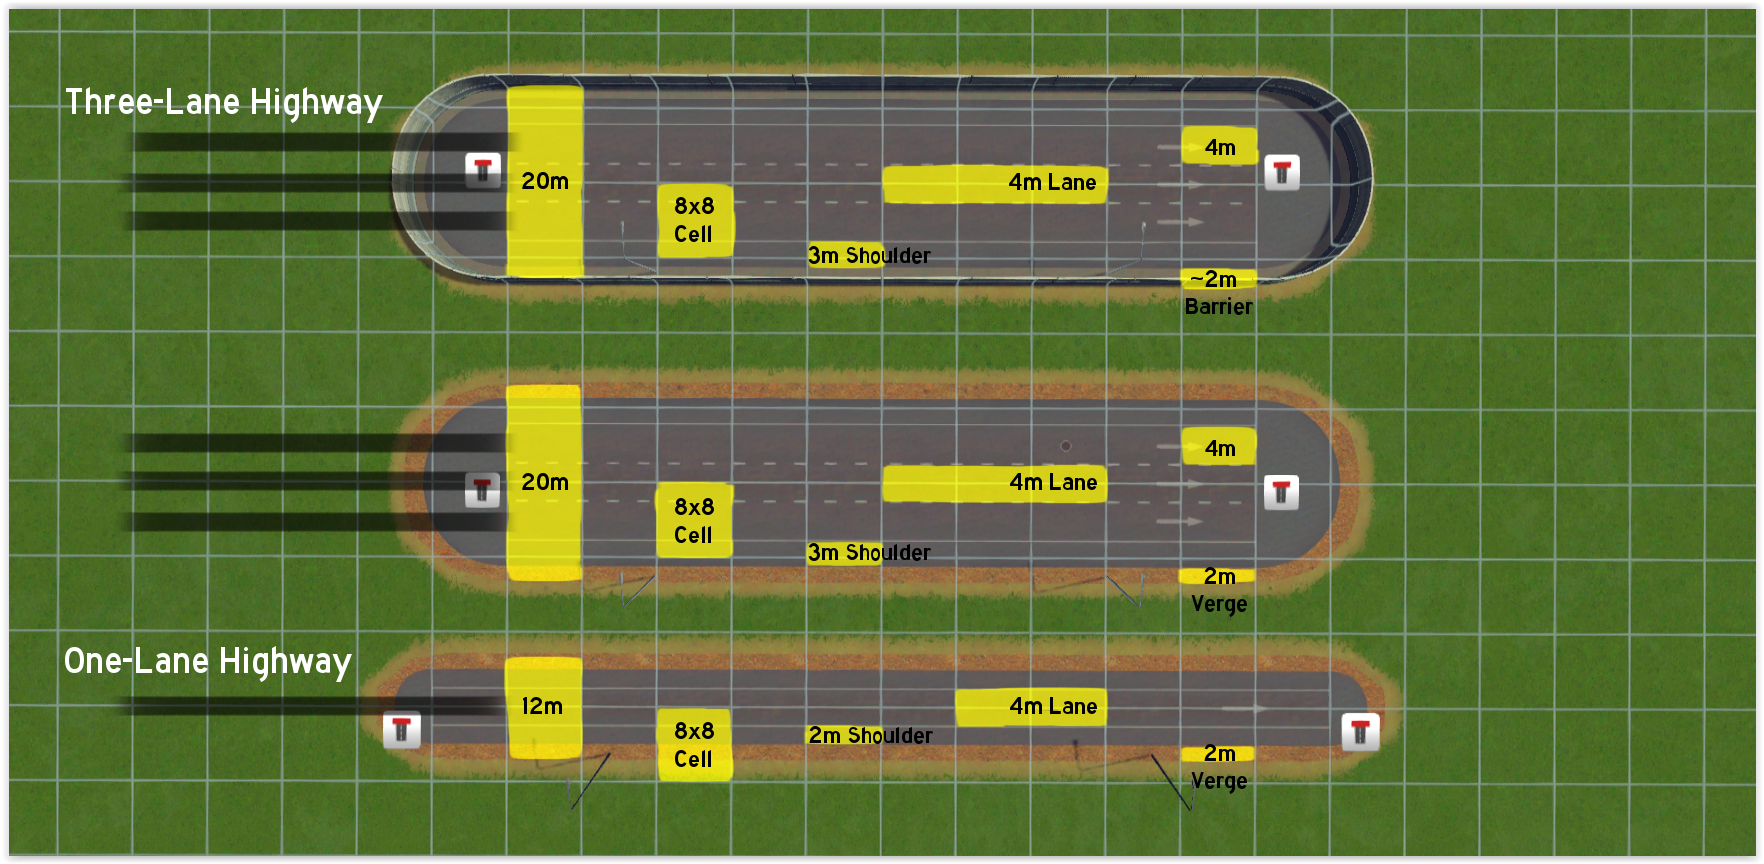 Three-Lane Highway
4m
20m
4m Lane
8x8
Cell
3m Shoulder
~2m
Barrier
4m
20m
4m Lane
8x8
Cell
3m Shoulder
2m
Verge
One-Lane Highway
12m
4m Lane
8x8
Cell
2m Shoulder
2m
Verge